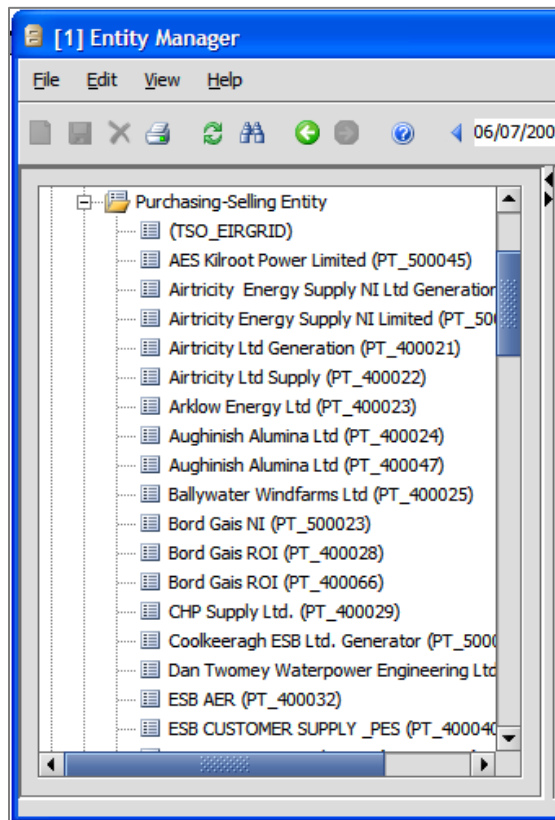 [1] Entity Manager
File Edit View Help
06/07/200
Purchasing-Selling Entity
(TSO_EIRGRID)
AES Kilroot Power Limited (PT_500045)
Airtricity Energy Supply NI Ltd Generation
Airtricity Energy Supply NI Limited (PT_50
Airtricity Ltd Generation (PT_400021)
Airtricity Ltd Supply (PT_400022)
Arklow Energy Ltd (PT_400023)
Aughinish Alumina Ltd (PT_400024)
Aughinish Alumina Ltd (PT_400047)
Ballywater Windfarms Ltd (PT_400025)
Bord Gais NI (PT_500023)
Bord Gais ROI (PT_400028)
Bord Gais ROI (PT_400066)
CHP Supply Ltd. (PT_400029)
Coolkeeragh ESB Ltd. Generator (PT_5000
Dan Twomey Waterpower Engineering Ltd
ESB AER (PT_400032)
ESB CUSTOMER SUPPLY _PES (PT_40004